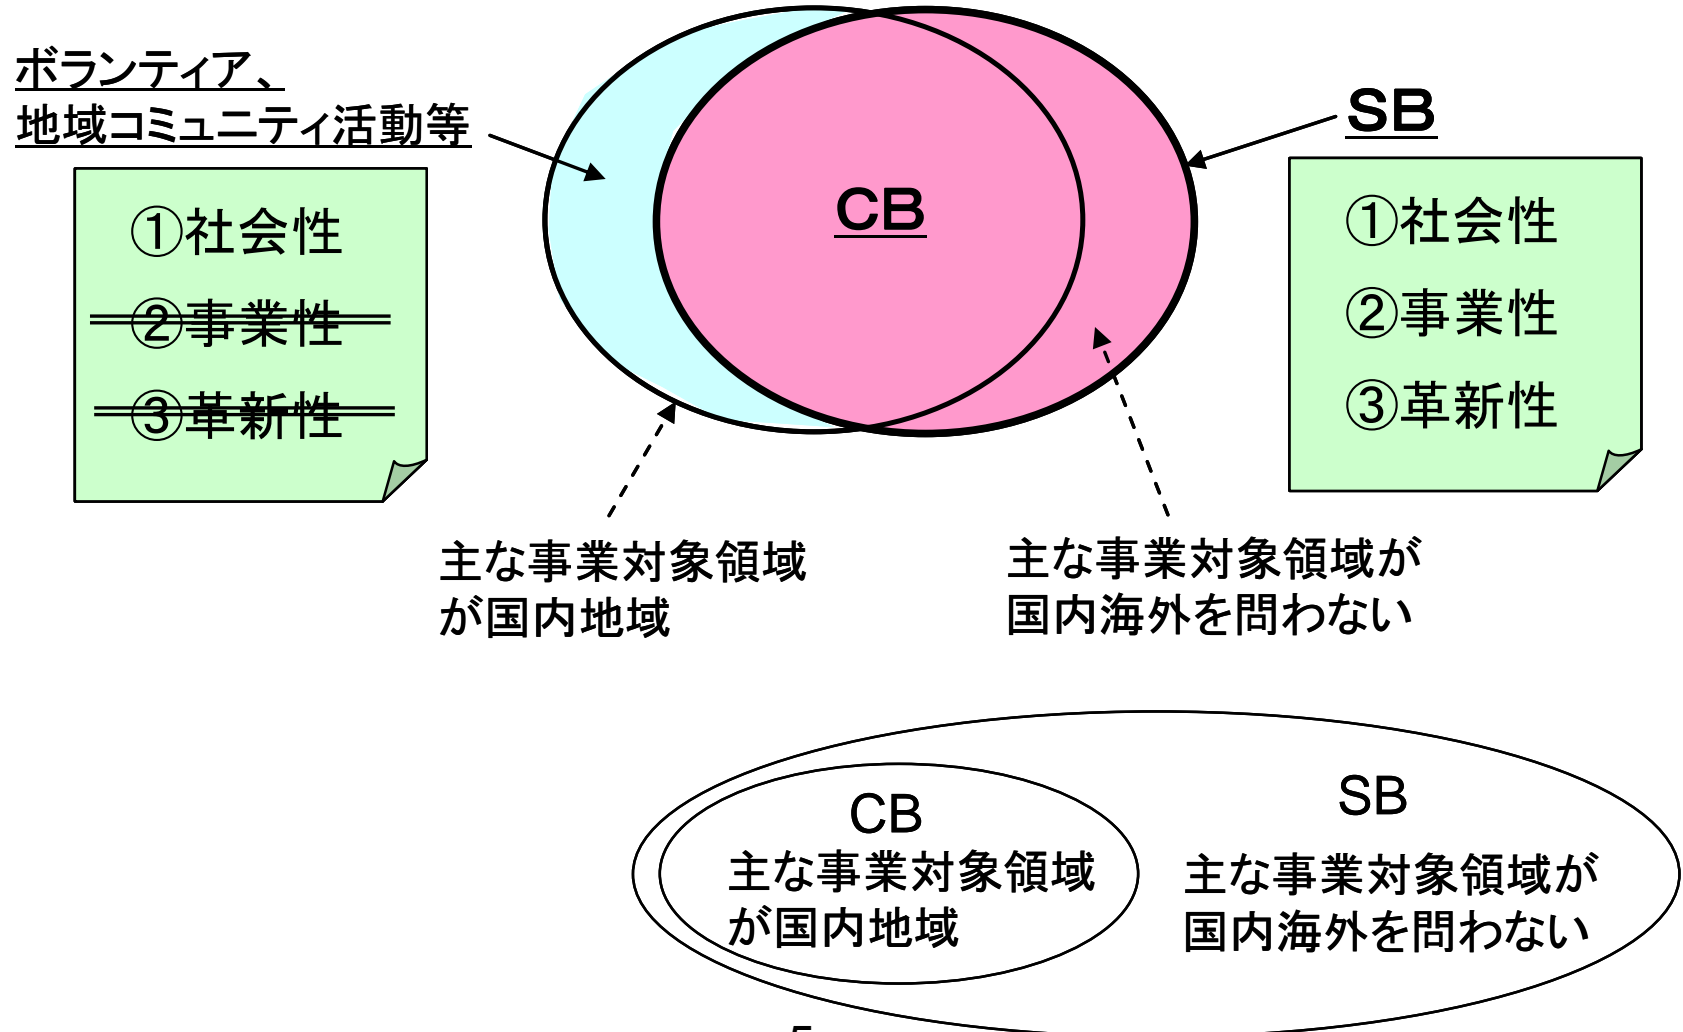 ボランティア、
地域コミュニティ活動等
①社会性
②事業性
③革新性
CB
SB
①社会性
②事業性
③革新性
主な事業対象領域
が国内地域
主な事業対象領域が
国内海外を問わない
CB
主な事業対象領域
が国内地域
SB
主な事業対象領域が
国内海外を問わない